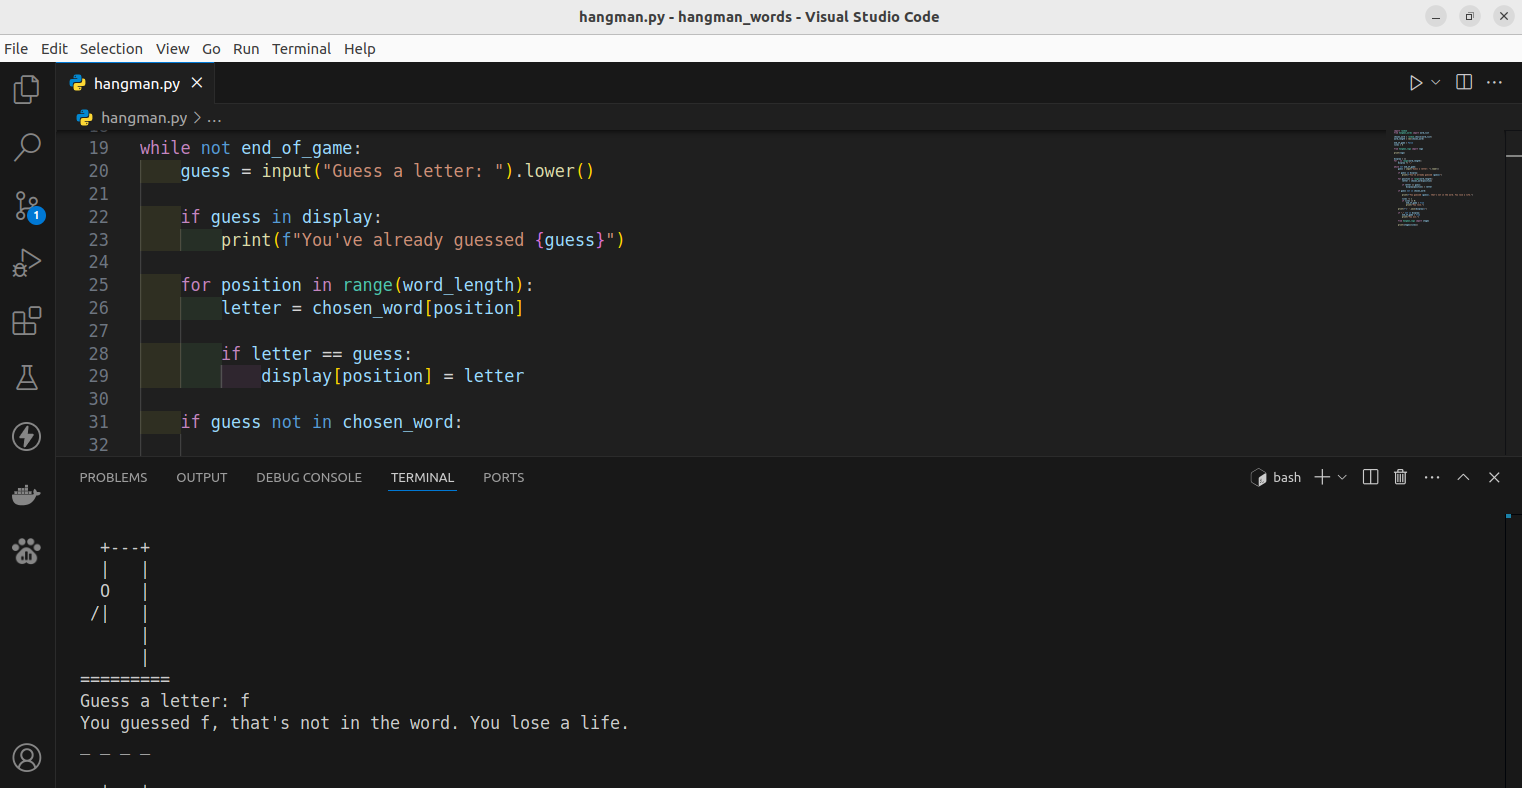 hangman.py - hangman_words - Visual Studio Code
File Edit Selection View Go Run Terminal Help
hangman.py
hangman.py > ...
19 while not end_of_game:
20 guess = input("Guess a letter: ").lower()
21
22 if guess in display:
23 print(f"You've already guessed {guess}")
24
25 for position in range(word_length):
26 letter = chosen_word[position]
27
28 if letter == guess:
29 display[position] = letter
30
31 if guess not in chosen_word:
32
1
PROBLEMS OUTPUT DEBUG CONSOLE TERMINAL PORTS
bash
+---+
|   |
O   |
/|   |
|
|
=========
Guess a letter: f
You guessed f, that's not in the word. You lose a life.
_ _ _ _